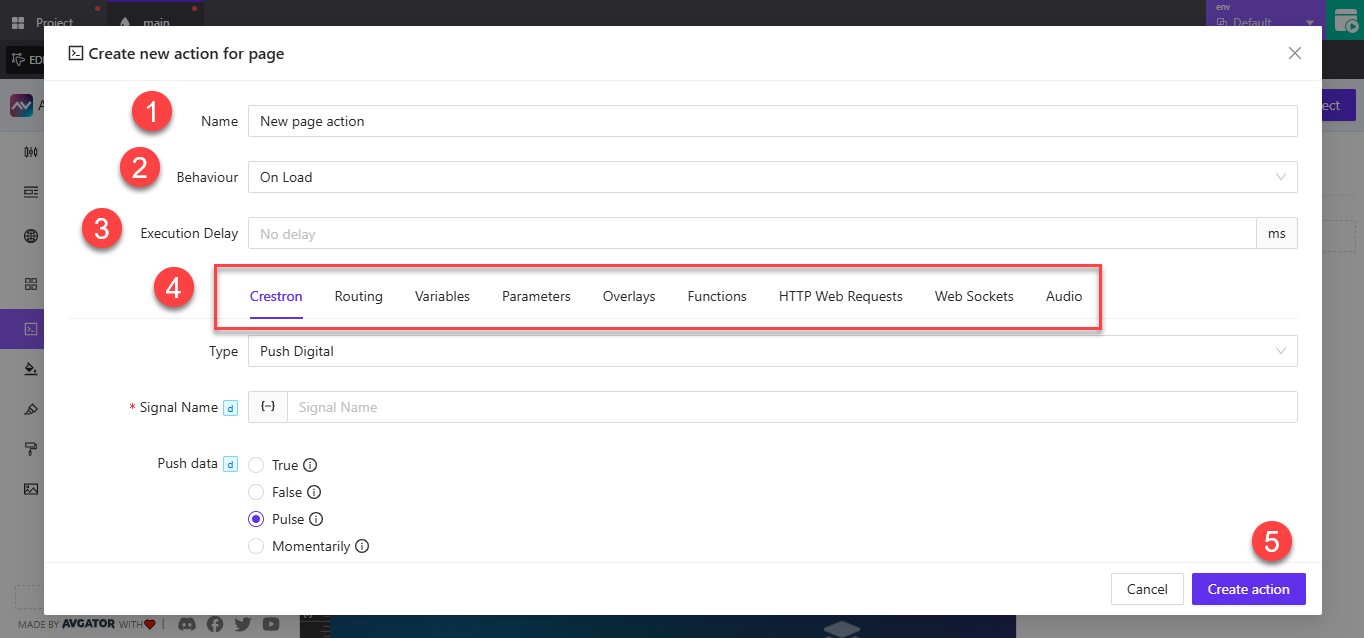 env
Project
main
Default
EDI
Create new action for page
A
ect
1
Name
New page action
2
Behaviour
On Load
3
Execution Delay
No delay
ms
4
Crestron Routing Variables Parameters Overlays Functions HTTP Web Requests Web Sockets Audio
Type
Push Digital
* Signal Name d
{--} Signal Name
Push data d
True
False
Pulse
Momentarily
5
Cancel
Create action
MADE BY AVGATOR WITH